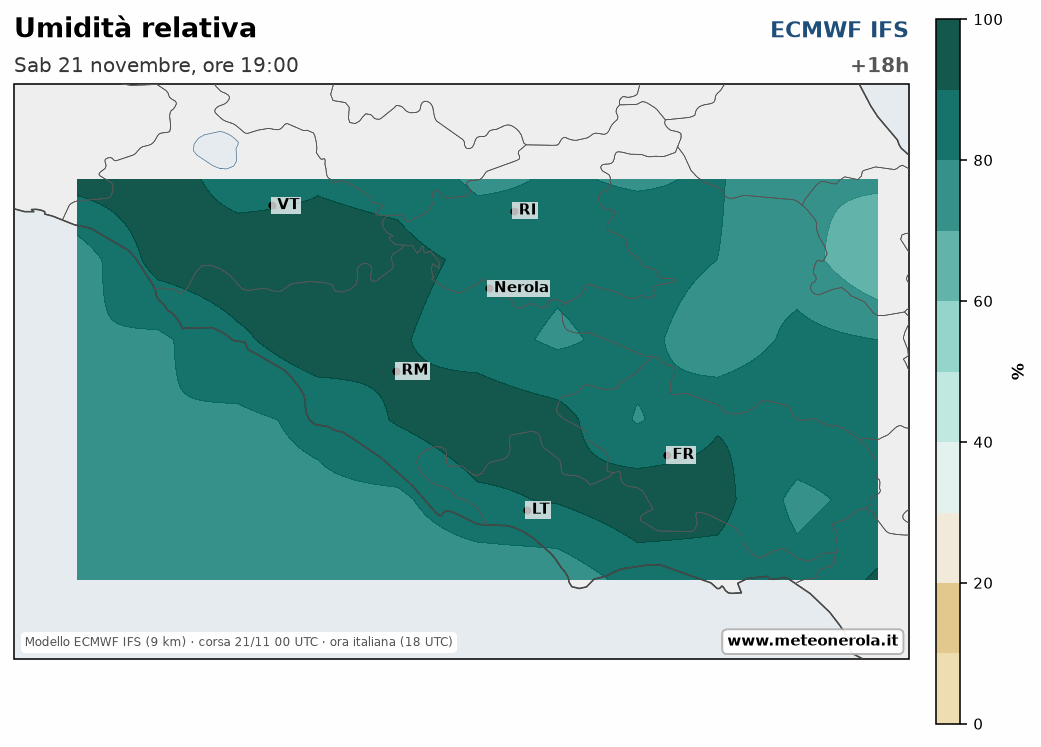 Umidità relativa
ECMWF IFS
Sab 21 novembre, ore 19:00
+18h
100
80
60
40
20
0
%
VT
RI
Nerola
RM
FR
LT
Modello ECMWF IFS (9 km) · corsa 21/11 00 UTC · ora italiana (18 UTC)
www.meteonerola.it